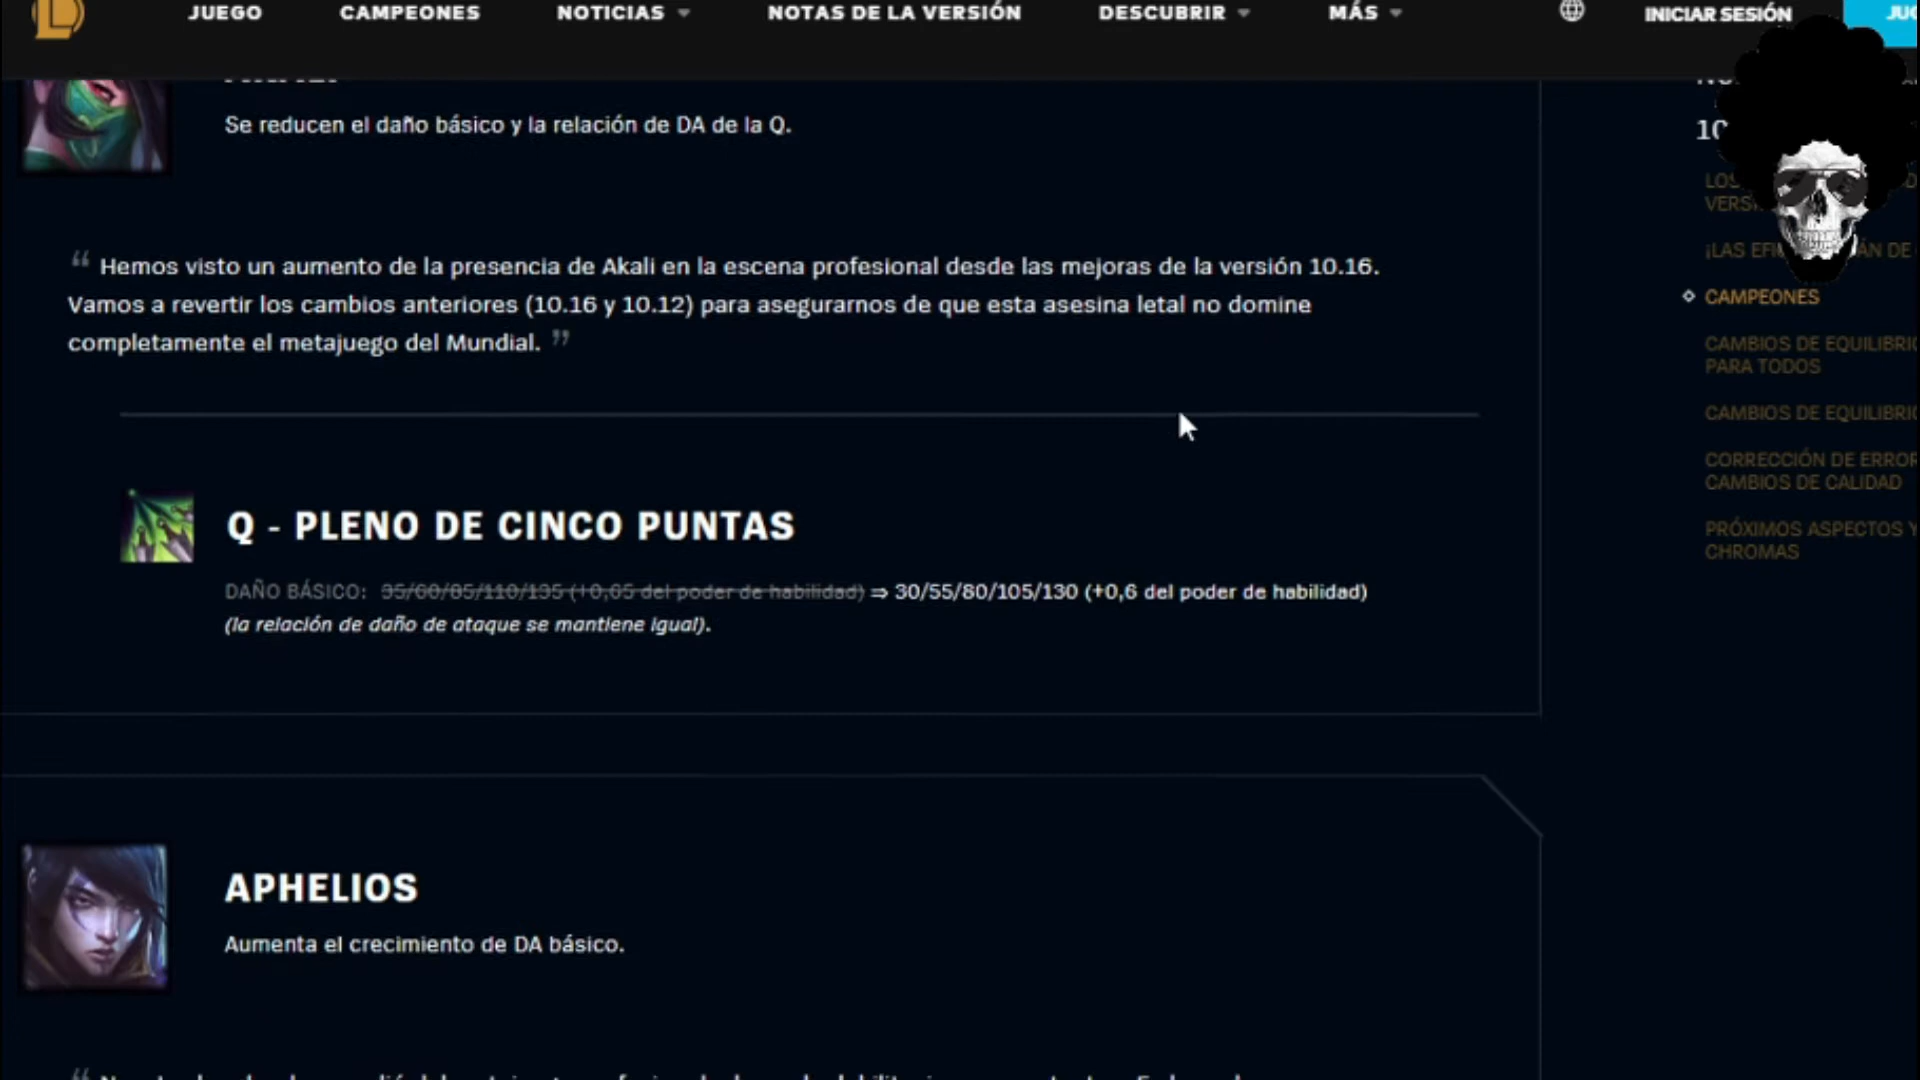 JUEGO CAMPEONES NOTICIAS NOTAS DE LA VERSIÓN DESCUBRIR MÁS INICIAR SESIÓN
Se reducen el daño básico y la relación de DA de la Q.
“ Hemos visto un aumento de la presencia de Akali en la escena profesional desde las mejoras de la versión 10.16.
Vamos a revertir los cambios anteriores (10.16 y 10.12) para asegurarnos de que esta asesina letal no domine
completamente el metajuego del Mundial. ”
Q - PLENO DE CINCO PUNTAS
DAÑO BÁSICO: 35/60/85/110/135 (+0,65 del poder de habilidad) ⇒ 30/55/80/105/130 (+0,6 del poder de habilidad)
(la relación de daño de ataque se mantiene igual).
APHELIOS
Aumenta el crecimiento de DA básico.
CAMPEONES
CAMBIOS DE
PARA TODOS
CAMBIOS DE
CORRECCIÓN DE
CAMBIOS DE CALIDAD
PRÓXIMOS ASPECTOS Y
CHROMAS